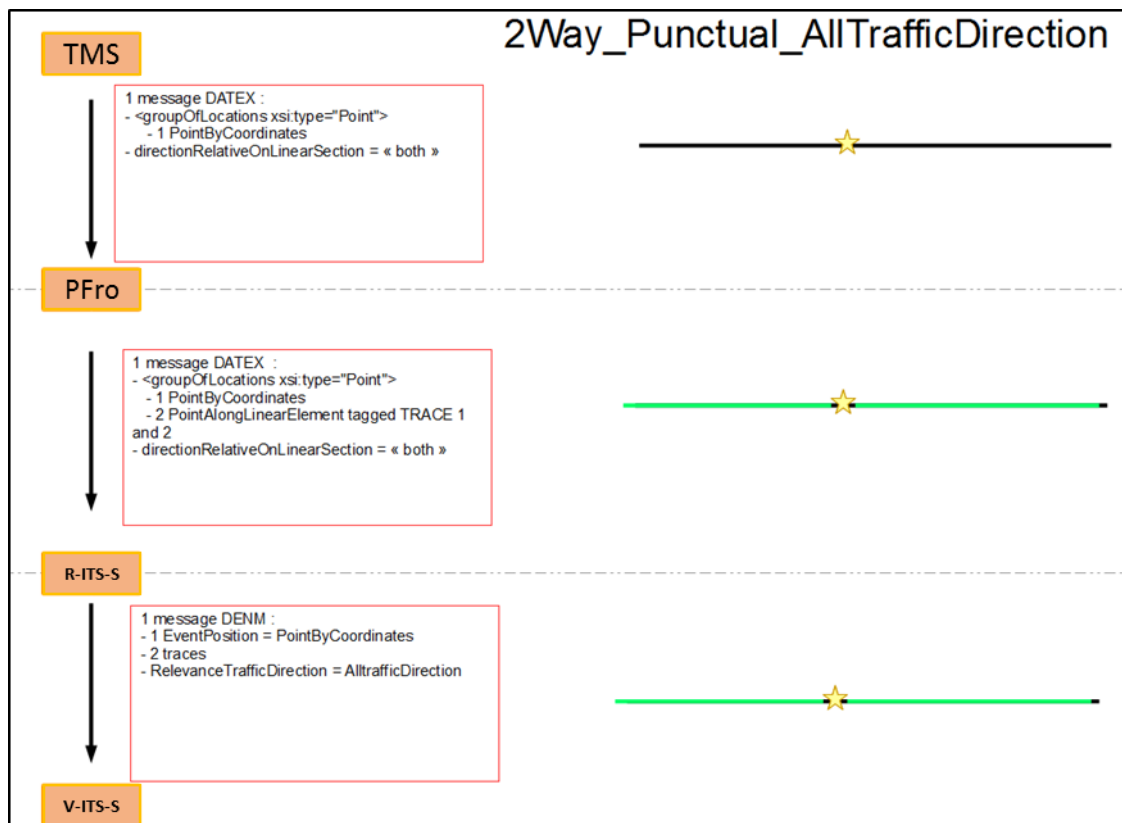 2Way_Punctual_AllTrafficDirection
TMS
1 message DATEX :
- <groupOfLocations xsi:type="Point">
- 1 PointByCoordinates
- directionRelativeOnLinearSection = « both »
PFro
1 message DATEX :
- <groupOfLocations xsi:type="Point">
- 1 PointByCoordinates
- 2 PointAlongLinearElement tagged TRACE 1
and 2
- directionRelativeOnLinearSection = « both »
R-ITS-S
1 message DENM :
- 1 EventPosition = PointByCoordinates
- 2 traces
- RelevanceTrafficDirection = AlltrafficDirection
V-ITS-S